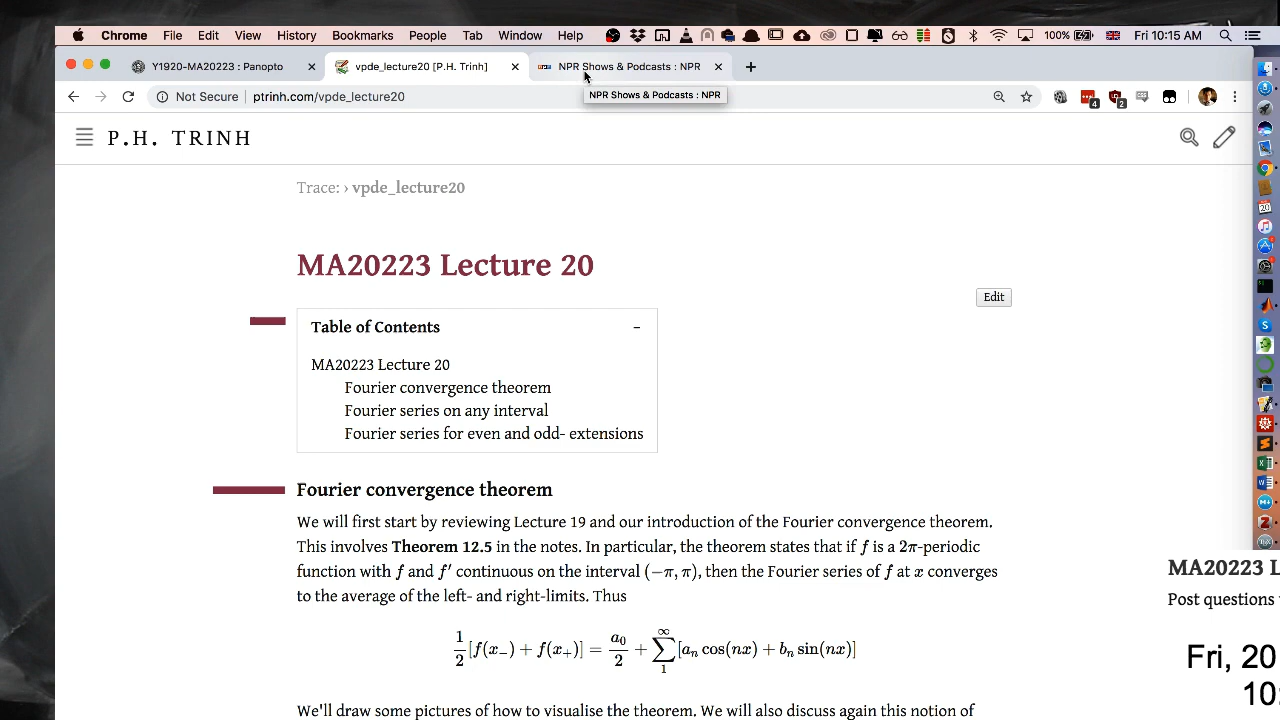 Chrome File Edit View History Bookmarks People Tab Window Help 100% Fri 10:15 AM
Y1920-MA20223 : Panopto vpde_lecture20 [P.H. Trinh] NPR Shows & Podcasts : NPR
NPR Shows & Podcasts : NPR
Not Secure ptrinh.com/vpde_lecture20 4 2
P.H. TRINH
Trace: › vpde_lecture20
MA20223 Lecture 20
Edit
Table of Contents
MA20223 Lecture 20
Fourier convergence theorem
Fourier series on any interval
Fourier series for even and odd- extensions
Fourier convergence theorem
We will first start by reviewing Lecture 19 and our introduction of the Fourier convergence theorem.
This involves Theorem 12.5 in the notes. In particular, the theorem states that if f is a 2π-periodic
function with f and f′ continuous on the interval (−π, π), then the Fourier series of f at x converges
to the average of the left- and right-limits. Thus
1/2[f(x₋) + f(x₊)] = a₀/2 + ∑₁^∞[aₙ cos(nx) + bₙ sin(nx)]
We'll draw some pictures of how to visualise the theorem. We will also discuss again this notion of
MA20223 L
Post questions
Fri, 20
10: